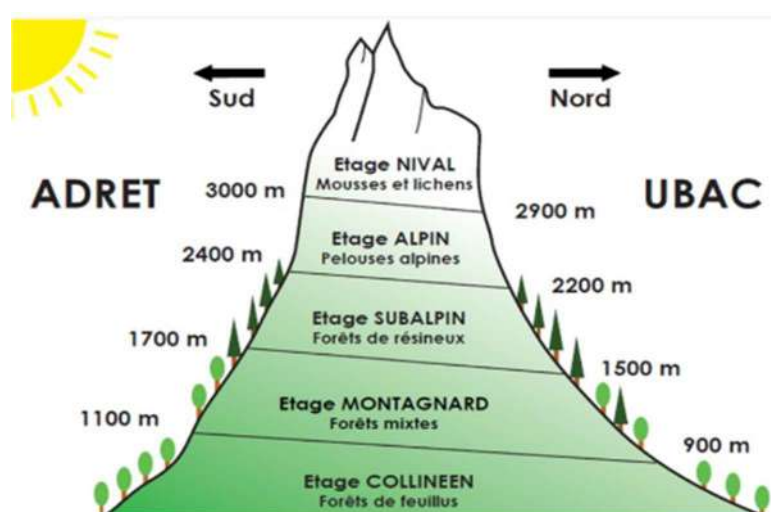 Sud
Nord
ADRET
UBAC
Etage NIVAL
Mousses et lichens
3000 m
2900 m
Etage ALPIN
Pelouses alpines
2400 m
2200 m
Etage SUBALPIN
Forêts de résineux
1700 m
1500 m
Etage MONTAGNARD
Forêts mixtes
1100 m
900 m
Etage COLLINEEN
Forêts de feuillus